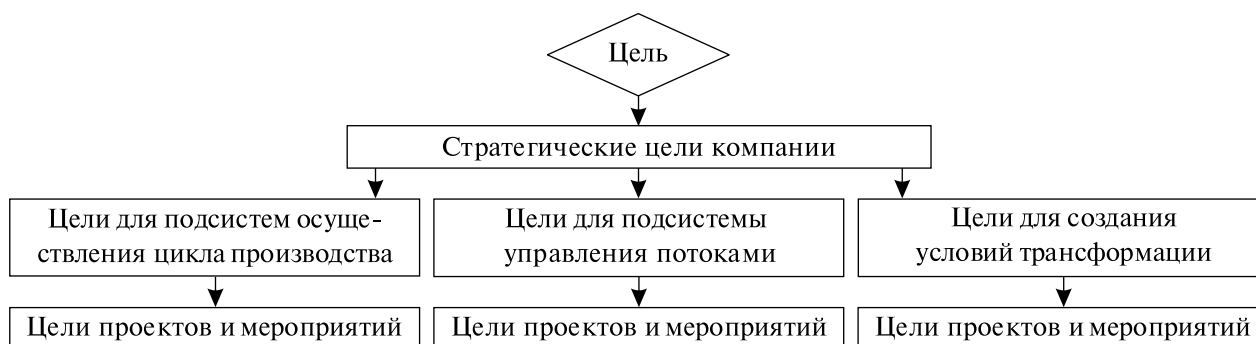 Цель
Стратегические цели компании
Цели для подсистем осуще-
ствления цикла производства
Цели для подсистемы
управления потоками
Цели для создания
условий трансформации
Цели проектов и мероприятий
Цели проектов и мероприятий
Цели проектов и мероприятий